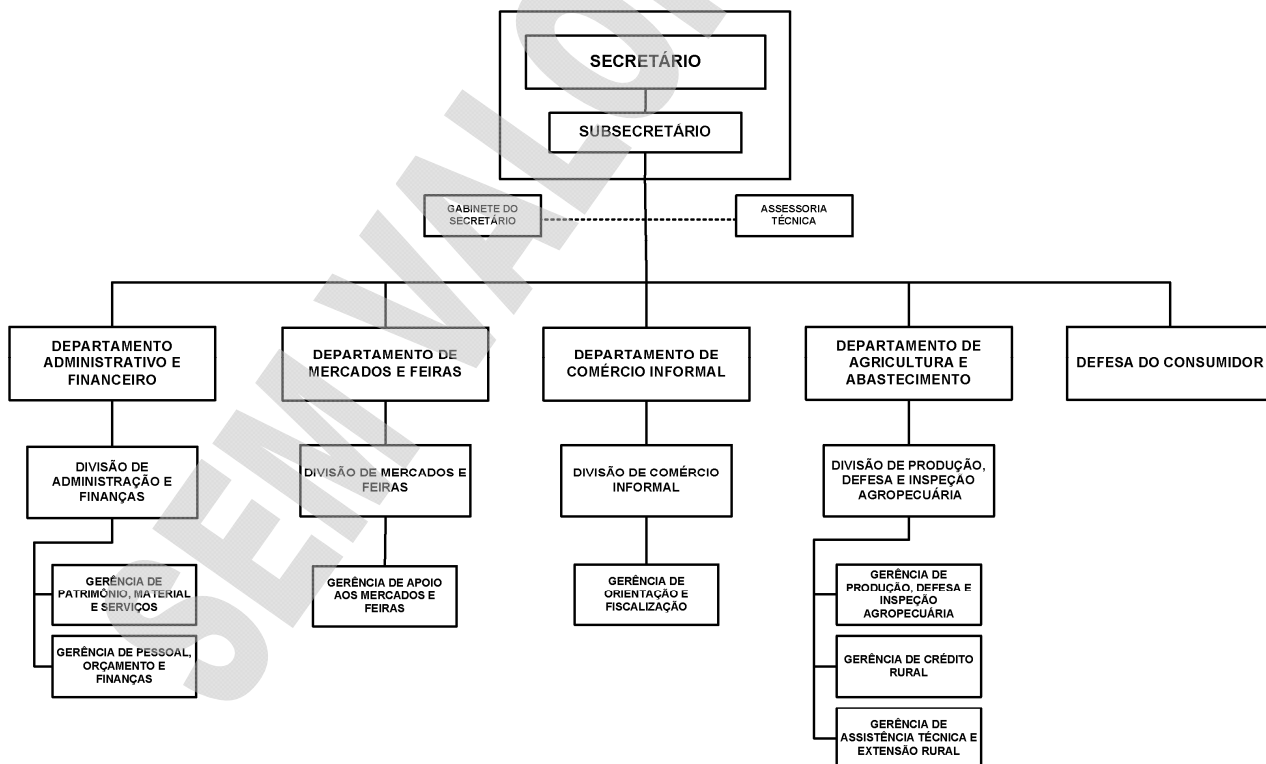 SECRETÁRIO
SUBSECRETÁRIO
GABINETE DO
SECRETÁRIO
ASSESSORIA
TÉCNICA
DEPARTAMENTO
ADMINISTRATIVO E
FINANCEIRO
DEPARTAMENTO DE
MERCADOS E FEIRAS
DEPARTAMENTO DE
COMÉRCIO INFORMAL
DEPARTAMENTO DE
AGRICULTURA E
ABASTECIMENTO
DEFESA DO CONSUMIDOR
DIVISÃO DE
ADMINISTRAÇÃO E
FINANÇAS
DIVISÃO DE MERCADOS E
FEIRAS
DIVISÃO DE COMÉRCIO
INFORMAL
DIVISÃO DE PRODUÇÃO,
DEFESA E INSPEÇÃO
AGROPECUÁRIA
GERÊNCIA DE
PATRIMÔNIO, MATERIAL
E SERVIÇOS
GERÊNCIA DE APOIO
AOS MERCADOS E
FEIRAS
GERÊNCIA DE
ORIENTAÇÃO E
FISCALIZAÇÃO
GERÊNCIA DE
PRODUÇÃO, DEFESA E
INSPEÇÃO
AGROPECUÁRIA
GERÊNCIA DE PESSOAL,
ORÇAMENTO E
FINANÇAS
GERÊNCIA DE CRÉDITO
RURAL
GERÊNCIA DE
ASSISTÊNCIA TÉCNICA E
EXTENSÃO RURAL
SEM VALO